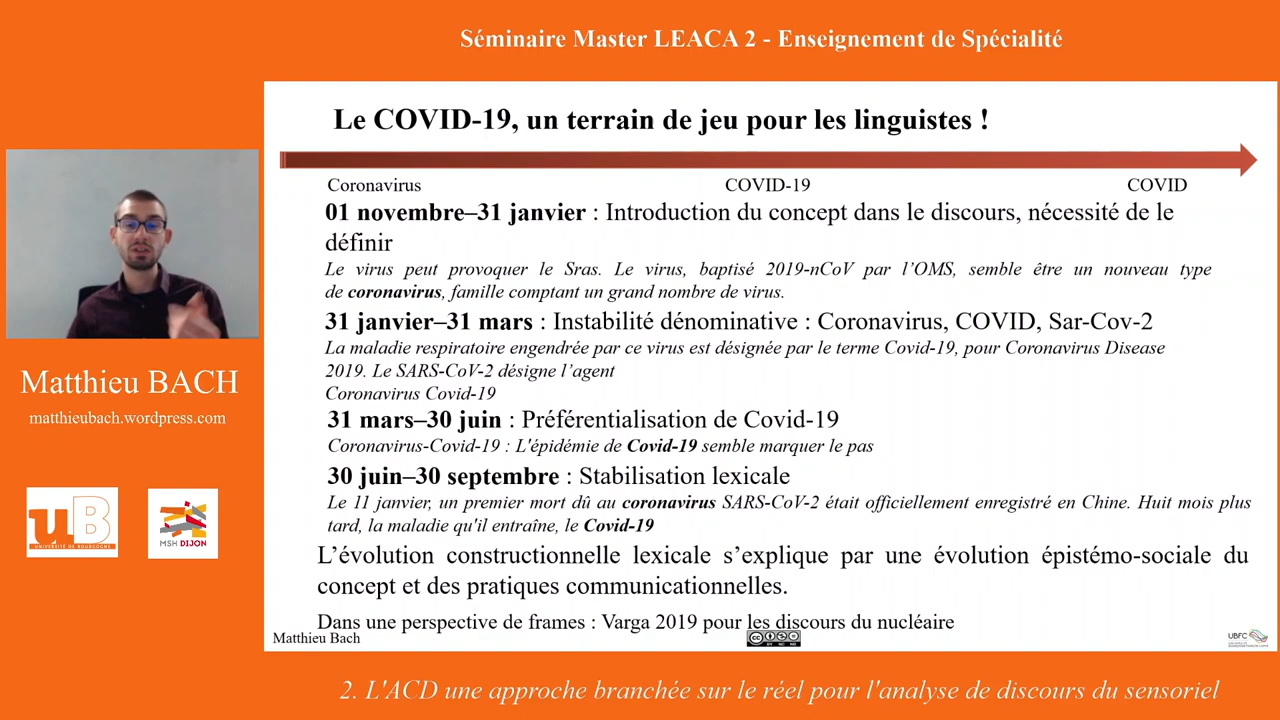 Séminaire Master LEACA 2 - Enseignement de Spécialité
Le COVID-19, un terrain de jeu pour les linguistes !
Coronavirus COVID-19 COVID
01 novembre–31 janvier : Introduction du concept dans le discours, nécessité de le
définir
Le virus peut provoquer le Sras. Le virus, baptisé 2019-nCoV par l’OMS, semble être un nouveau type
de coronavirus, famille comptant un grand nombre de virus.
31 janvier–31 mars : Instabilité dénominative : Coronavirus, COVID, Sar-Cov-2
La maladie respiratoire engendrée par ce virus est désignée par le terme Covid-19, pour Coronavirus Disease
2019. Le SARS-CoV-2 désigne l’agent
Coronavirus Covid-19
31 mars–30 juin : Préférentialisation de Covid-19
Coronavirus-Covid-19 : L'épidémie de Covid-19 semble marquer le pas
30 juin–30 septembre : Stabilisation lexicale
Le 11 janvier, un premier mort dû au coronavirus SARS-CoV-2 était officiellement enregistré en Chine. Huit mois plus
tard, la maladie qu'il entraîne, le Covid-19
L’évolution constructionnelle lexicale s’explique par une évolution épistémo-sociale du
concept et des pratiques communicationnelles.
Dans une perspective de frames : Varga 2019 pour les discours du nucléaire
Matthieu Bach
cc
BY NC ND
UBFC
Matthieu BACH
matthieubach.wordpress.com
uB
UNIVERSITÉ DE BOURGOGNE
MSH DIJON
2. L'ACD une approche branchée sur le réel pour l'analyse de discours du sensoriel